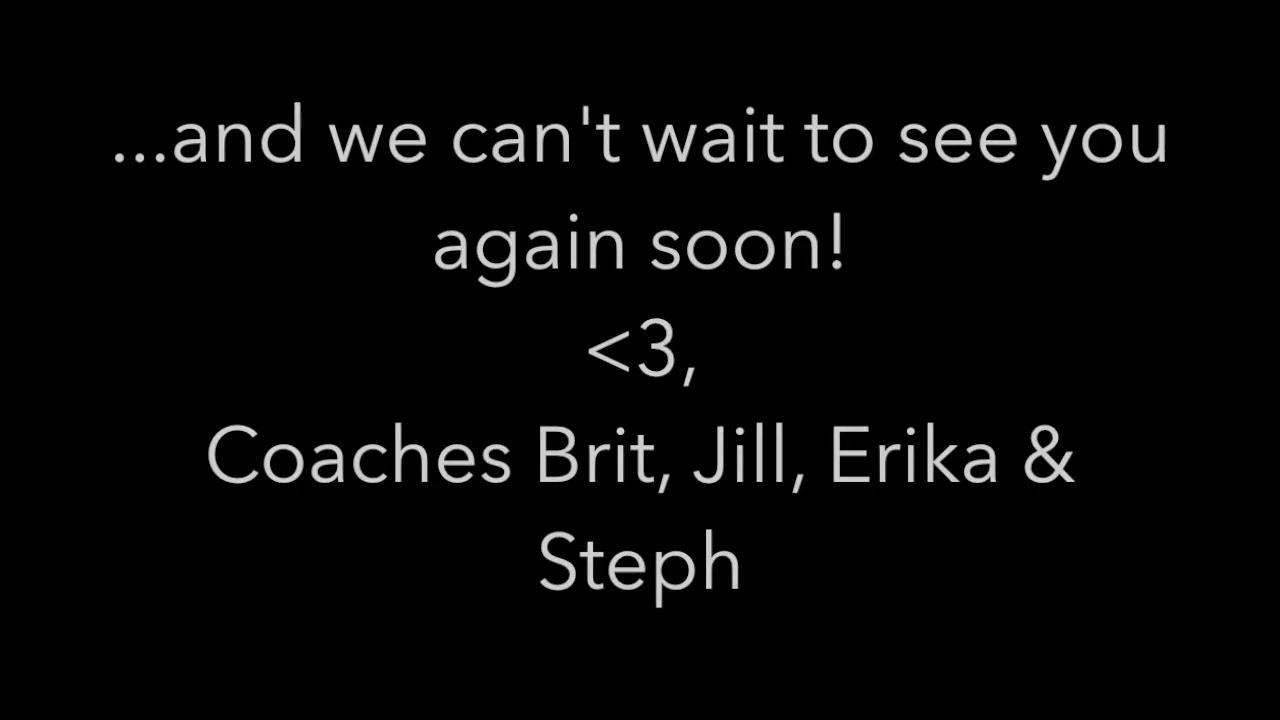 ...and we can't wait to see you
again soon!
<3,
Coaches Brit, Jill, Erika &
Steph